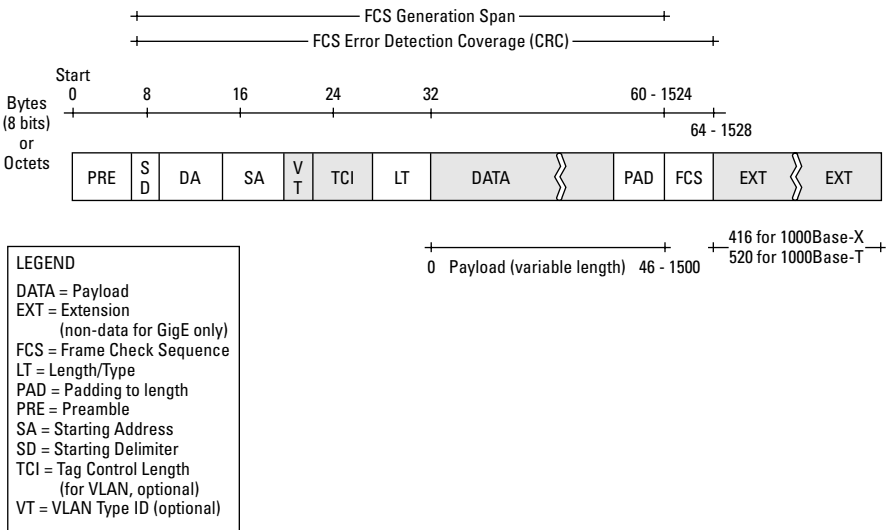 FCS Generation Span
FCS Error Detection Coverage (CRC)
Start
Bytes
(8 bits)
or
Octets
0 8 16 24 32 60 - 1524
64 - 1528
PRE SD DA SA VT TCI LT DATA PAD FCS EXT EXT
0 Payload (variable length) 46 - 1500
416 for 1000Base-X
520 for 1000Base-T
LEGEND
DATA = Payload
EXT = Extension
(non-data for GigE only)
FCS = Frame Check Sequence
LT = Length/Type
PAD = Padding to length
PRE = Preamble
SA = Starting Address
SD = Starting Delimiter
TCI = Tag Control Length
(for VLAN, optional)
VT = VLAN Type ID (optional)